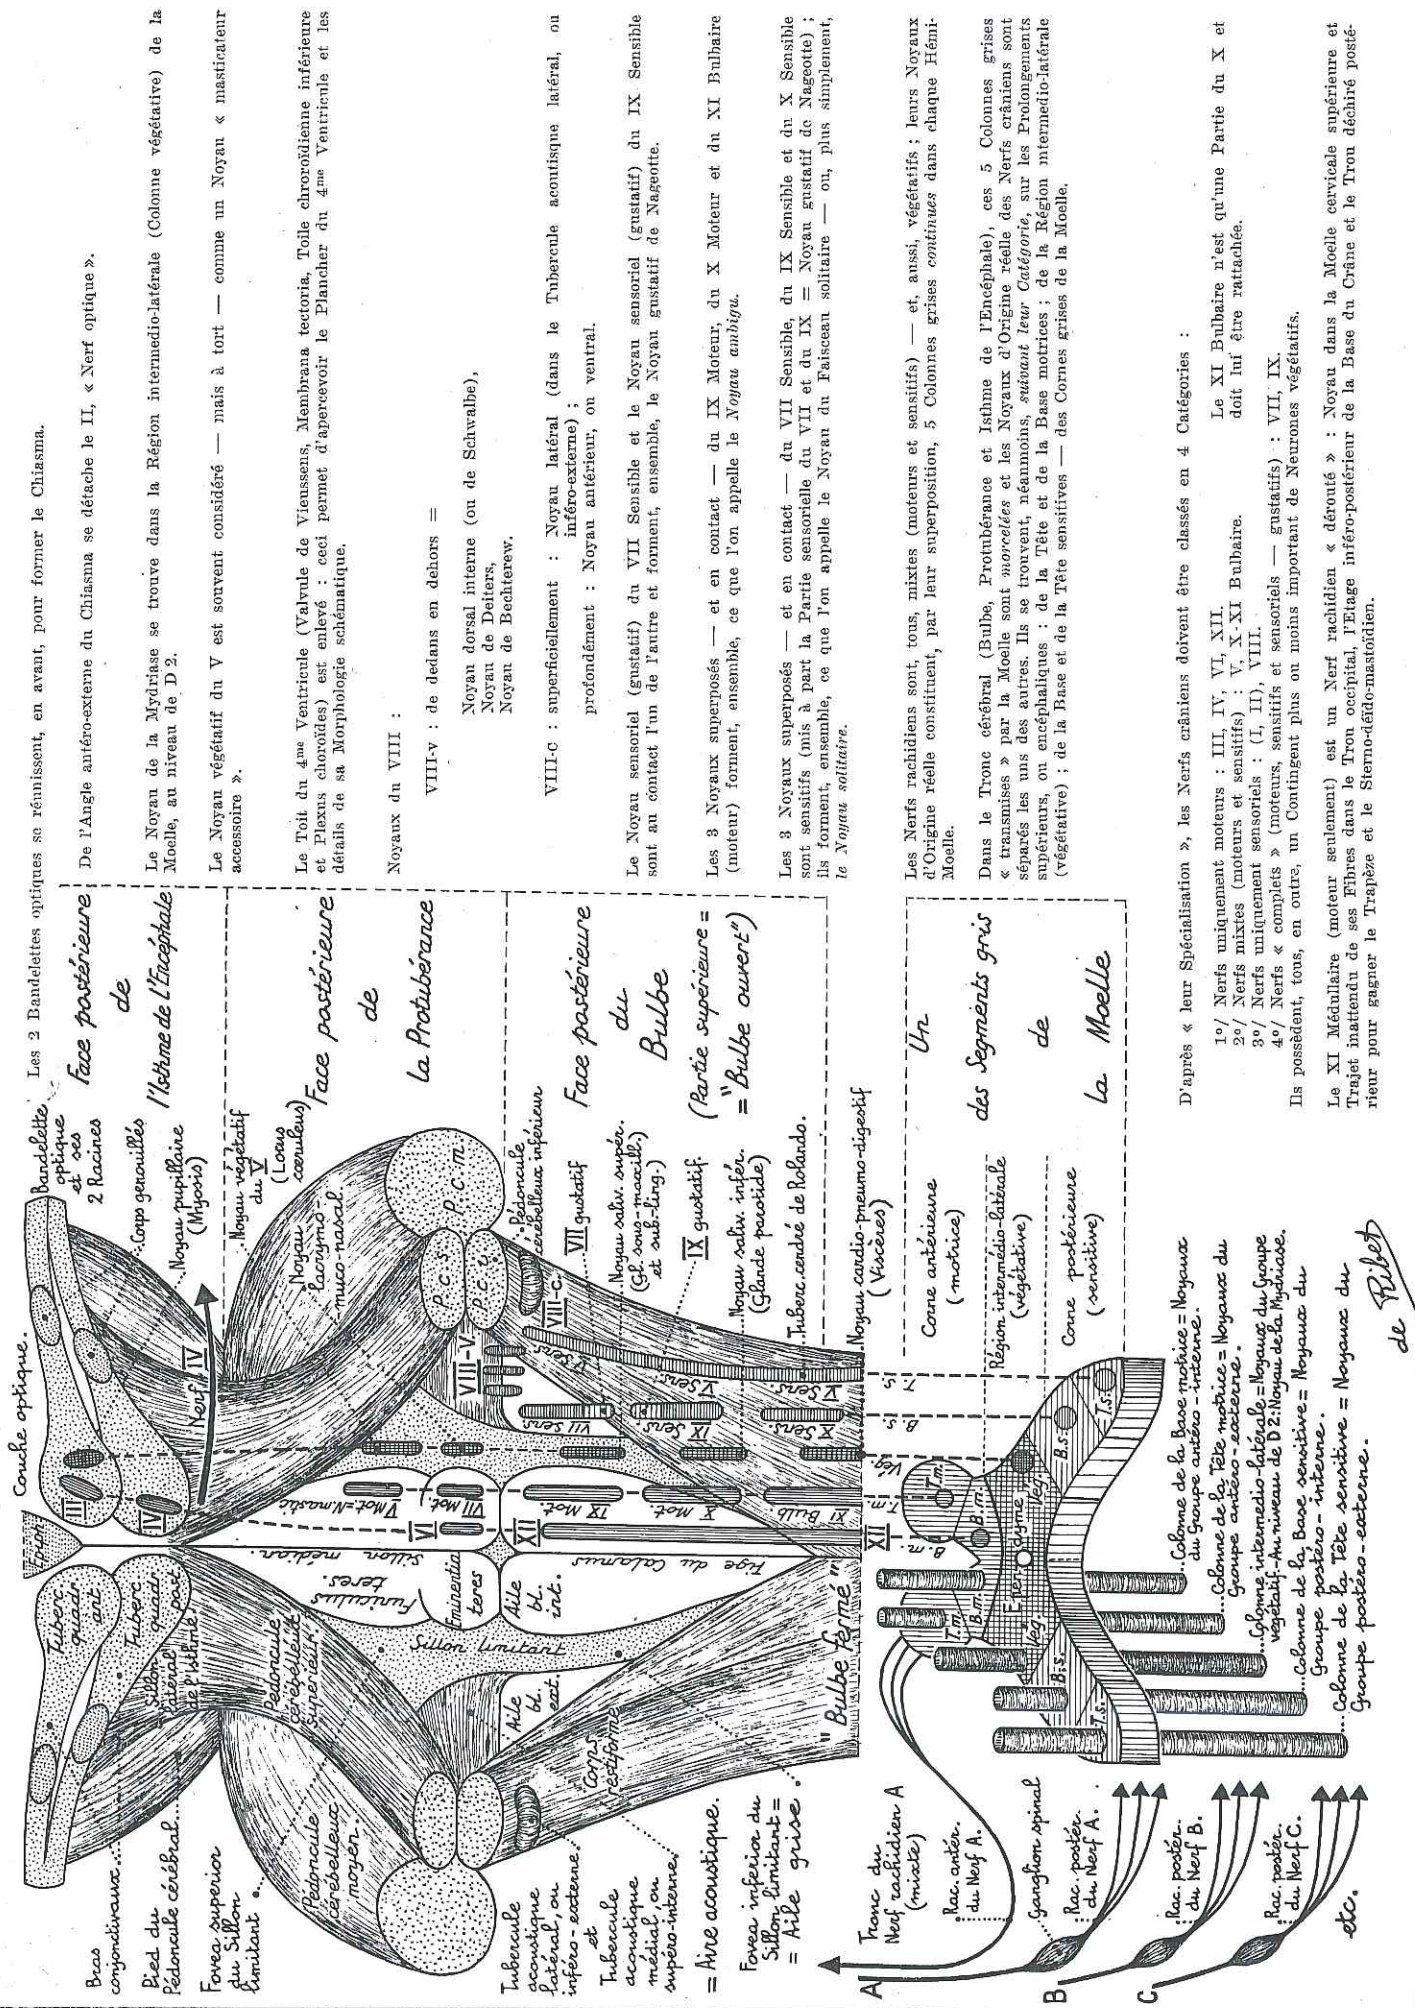 Les 2 Bandelettes optiques se réunissent, en avant, pour former le Chiasma.
De l'Angle antéro-externe du Chiasma se détache le II, « Nerf optique ».
Le Noyau de la Mydriase se trouve dans la Région intermedio-latérale (Colonne végétative) de la
Moelle, au niveau de D 2.
Le Noyau végétatif du V est souvent considéré — mais à tort — comme un Noyau « masticateur
accessoire ».
Le Toit du 4me Ventricule (Valvule de Vieussens, Membrana tectoria, Toile chroroïdienne inférieure
et Plexus choroïdes) est enlevé : ceci permet d'apercevoir le Plancher du 4me Ventricule et les
détails de sa Morphologie schématique.
Noyaux du VIII :
VIII-v : de dedans en dehors =
Noyau dorsal interne (ou de Schwalbe),
Noyau de Deiters,
Noyau de Bechterew.
VIII-c : superficiellement : Noyau latéral (dans le Tubercule acoutisque latéral, ou
inféro-externe) ;
profondément : Noyau antérieur, ou ventral.
Le Noyau sensoriel (gustatif) du VII Sensible et le Noyau sensoriel (gustatif) du IX Sensible
sont au contact l'un de l'autre et forment, ensemble, le Noyau gustatif de Nageotte.
Les 3 Noyaux superposés — et en contact — du IX Moteur, du X Moteur et du XI Bulbaire
(moteur) forment, ensemble, ce que l'on appelle le Noyau ambigu.
Les 3 Noyaux superposés — et en contact — du VII Sensible, du IX Sensible et du X Sensible
sont sensitifs (mis à part la Partie sensorielle du VII et du IX = Noyau gustatif de Nageotte) ;
ils forment, ensemble, ce que l'on appelle le Noyau du Faisceau solitaire — ou, plus simplement,
le Noyau solitaire.
Les Nerfs rachidiens sont, tous, mixtes (moteurs et sensitifs) — et, aussi, végétatifs ; leurs Noyaux
d'Origine réelle constituent, par leur superposition, 5 Colonnes grises continues dans chaque Hémi-
Moelle.
Dans le Tronc cérébral (Bulbe, Protubérance et Isthme de l'Encéphale), ces 5 Colonnes grises
« transmises » par la Moelle sont morcelées et les Noyaux d'Origine réelle des Nerfs crâniens sont
séparés les uns des autres. Ils se trouvent, néanmoins, suivant leur Catégorie, sur les Prolongements
supérieurs, ou encéphaliques : de la Tête et de la Base motrices ; de la Région intermedio-latérale
(végétative) ; de la Base et de la Tête sensitives — des Cornes grises de la Moelle.
D'après « leur Spécialisation », les Nerfs crâniens doivent être classés en 4 Catégories :
1°/ Nerfs uniquement moteurs : III, IV, VI, XII.
2°/ Nerfs mixtes (moteurs et sensitifs) : V, X-XI Bulbaire.
3°/ Nerfs uniquement sensoriels : (I, II), VIII.
4°/ Nerfs « complets » (moteurs, sensitifs et sensoriels — gustatifs) : VII, IX.
Le XI Bulbaire n'est qu'une Partie du X et
doit lui être rattachée.
Ils possèdent, tous, en outre, un Contingent plus ou moins important de Neurones végétatifs.
Le XI Médullaire (moteur seulement) est un Nerf rachidien « dérouté » : Noyau dans la Moelle cervicale supérieure et
Trajet inattendu de ses Fibres dans le Trou occipital, l'Etage inféro-postérieur de la Base du Crâne et le Trou déchiré posté-
rieur pour gagner le Trapèze et le Sterno-déïdo-mastoïdien.
Face postérieure
de
l'Isthme de l'Encéphale
Face postérieure
de
la Protubérance
Face postérieure
du
Bulbe
(Partie supérieure =
= "Bulbe ouvert")
Un
des Segments gris
de
la Moelle
Bandelette
optique
et ses
2 Racines
Corps genouillés
Noyau pupillaire
(Myosis)
Noyau végétatif
du V
(Locus
cœruleus)
Noyau
lacrymo-
muco-nasal.
p.c.m.
p.c.s.
p.c.i.
Pédoncule
cérébelleux inférieur
VII gustatif
Noyau saliv. supér.
(Gl. sous-maxill.
et sub-ling.)
IX gustatif.
Noyau saliv. infér.
(Glande parotide)
Tuberc. cendré de Rolando.
Noyau cardio-pneumo-digestif
(Viscères)
Corne antérieure
(motrice)
Région intermédio-latérale
(végétative)
Corne postérieure
(sensitive)
Couche optique.
Epiph.
III
IV
Nerf IV
V Mot.=mastic.
VI
VII Mot.
VIII-V
VIII-c.
V Sens.
VII Sens.
IX Mot.
IX Sens.
V Sens.
X Mot.
X Sens.
V Sens.
XI Bulb.
XII
XII
B.m.
T.m.
Vég.
B.s.
T.s.
Tuberc.
quadr.
ant.
Tuberc.
quadr.
post.
Sillon
latéral
de l'isthme
Sillon médian.
Funiculus
teres.
Eminentia
teres
Aile
bl.
int.
Tige du Calamus
Sillon limitant
Aile
bl.
ext.
Pédoncule
cérébelleux
supérieur
Pédoncule
cérébelleux
moyen.
Corps
restiforme
"Bulbe fermé"
Bras
conjonctivaux
Pied du
Pédoncule cérébral
Fovea superior
du Sillon
limitant
Tubercule
acoustique
latéral, ou
inféro-externe
et
Tubercule
acoustique
médial, ou
supéro-interne
= Aire acoustique.
Fovea inferior du
Sillon limitant =
= Aile grise
T.m.
B.m.
Vég.
B.s.
T.s.
Ependyme
T.m.
B.m.
Vég.
B.s.
T.s.
A
Tronc du
Nerf rachidien A
(mixte)
Rac. antér.
du Nerf A.
Ganglion spinal
B
Rac. postér.
du Nerf A.
C
Rac. postér.
du Nerf B.
Rac. postér.
du Nerf C.
etc.
Colonne de la Base motrice = Noyaux
du Groupe antéro-interne.
Colonne de la Tête motrice = Noyaux du
Groupe antéro-externe.
Colonne intermedio-latérale = Noyaux du Groupe
végétatif-Au niveau de D2: Noyau de la Mydriase.
Colonne de la Base sensitive = Noyaux du
Groupe postéro-interne.
Colonne de la Tête sensitive = Noyaux du
Groupe postéro-externe.
de Ribet